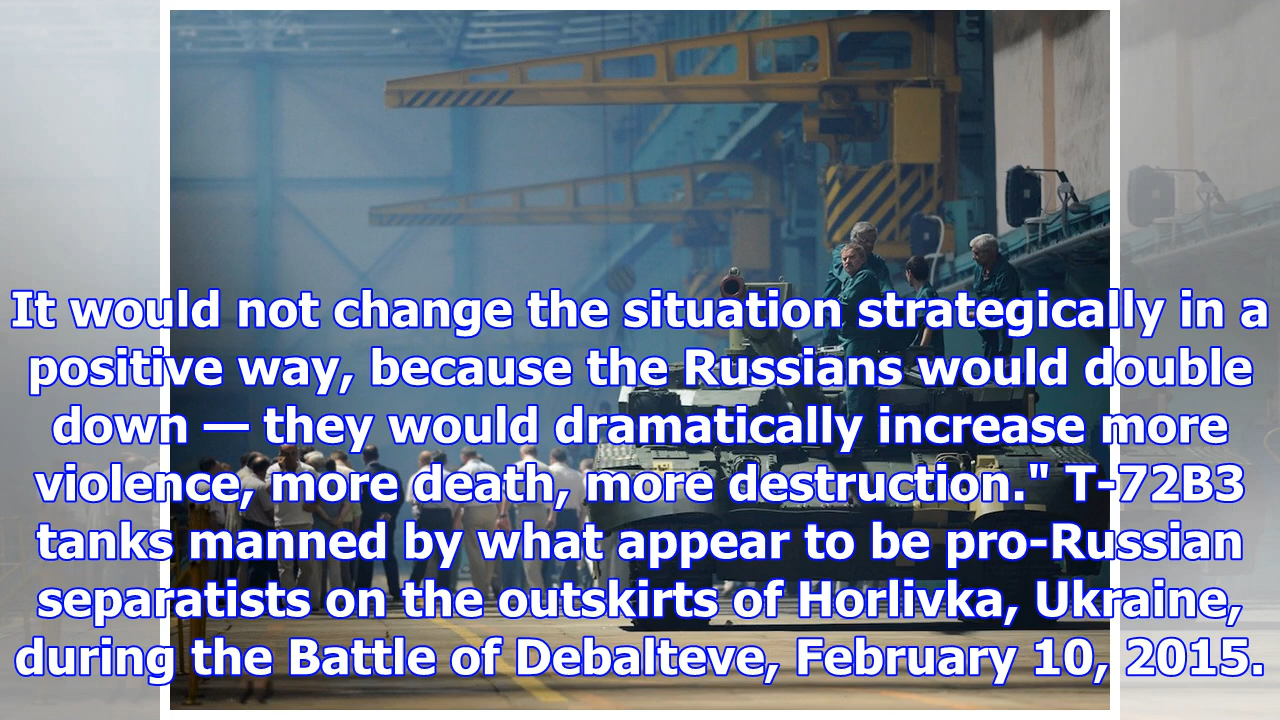 It would not change the situation strategically in a
positive way, because the Russians would double
down — they would dramatically increase more
violence, more death, more destruction." T-72B3
tanks manned by what appear to be pro-Russian
separatists on the outskirts of Horlivka, Ukraine,
during the Battle of Debalteve, February 10, 2015.